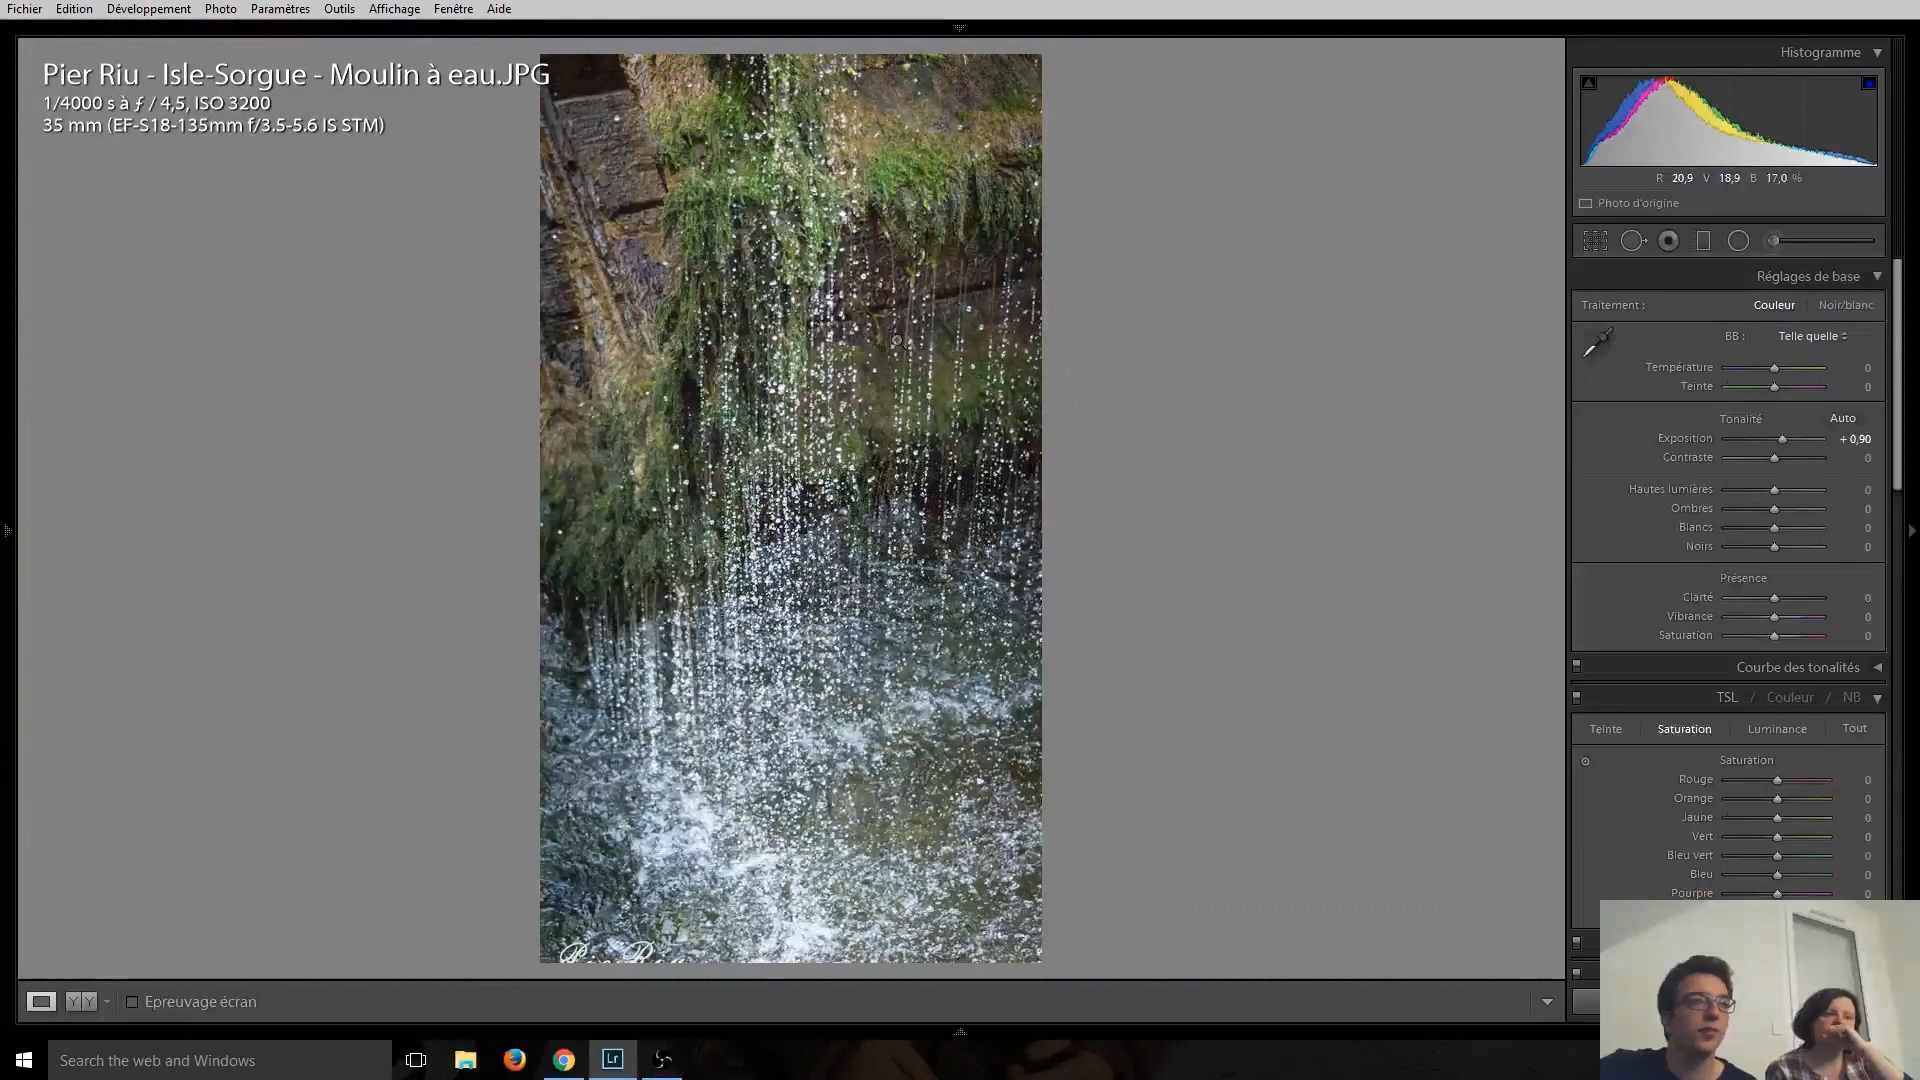 Fichier Edition Développement Photo Paramètres Outils Affichage Fenêtre Aide
Pier Riu - Isle-Sorgue - Moulin à eau.JPG
1/4000 s à ƒ / 4,5, ISO 3200
35 mm (EF-S18-135mm f/3.5-5.6 IS STM)
Histogramme
R 20,9 V 18,9 B 17,0 %
Photo d'origine
Réglages de base
Traitement : Couleur Noir/blanc
BB : Telle quelle
Température 0
Teinte 0
Tonalité Auto
Exposition + 0,90
Contraste 0
Hautes lumières 0
Ombres 0
Blancs 0
Noirs 0
Présence
Clarté 0
Vibrance 0
Saturation 0
Courbe des tonalités
TSL / Couleur / NB
Teinte Saturation Luminance Tout
Saturation
Rouge 0
Orange 0
Jaune 0
Vert 0
Bleu vert 0
Bleu 0
Pourpre 0
YY Epreuvage écran
Search the web and Windows
Lr